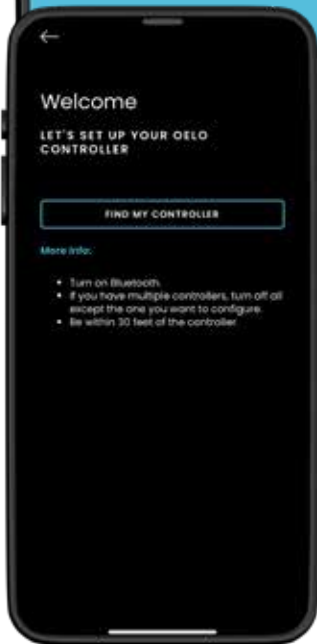 Welcome
LET'S SET UP YOUR OELO
CONTROLLER
FIND MY CONTROLLER
More Info:
• Turn on Bluetooth.
• If you have multiple controllers, turn off all
except the one you want to configure.
• Be within 30 feet of the controller